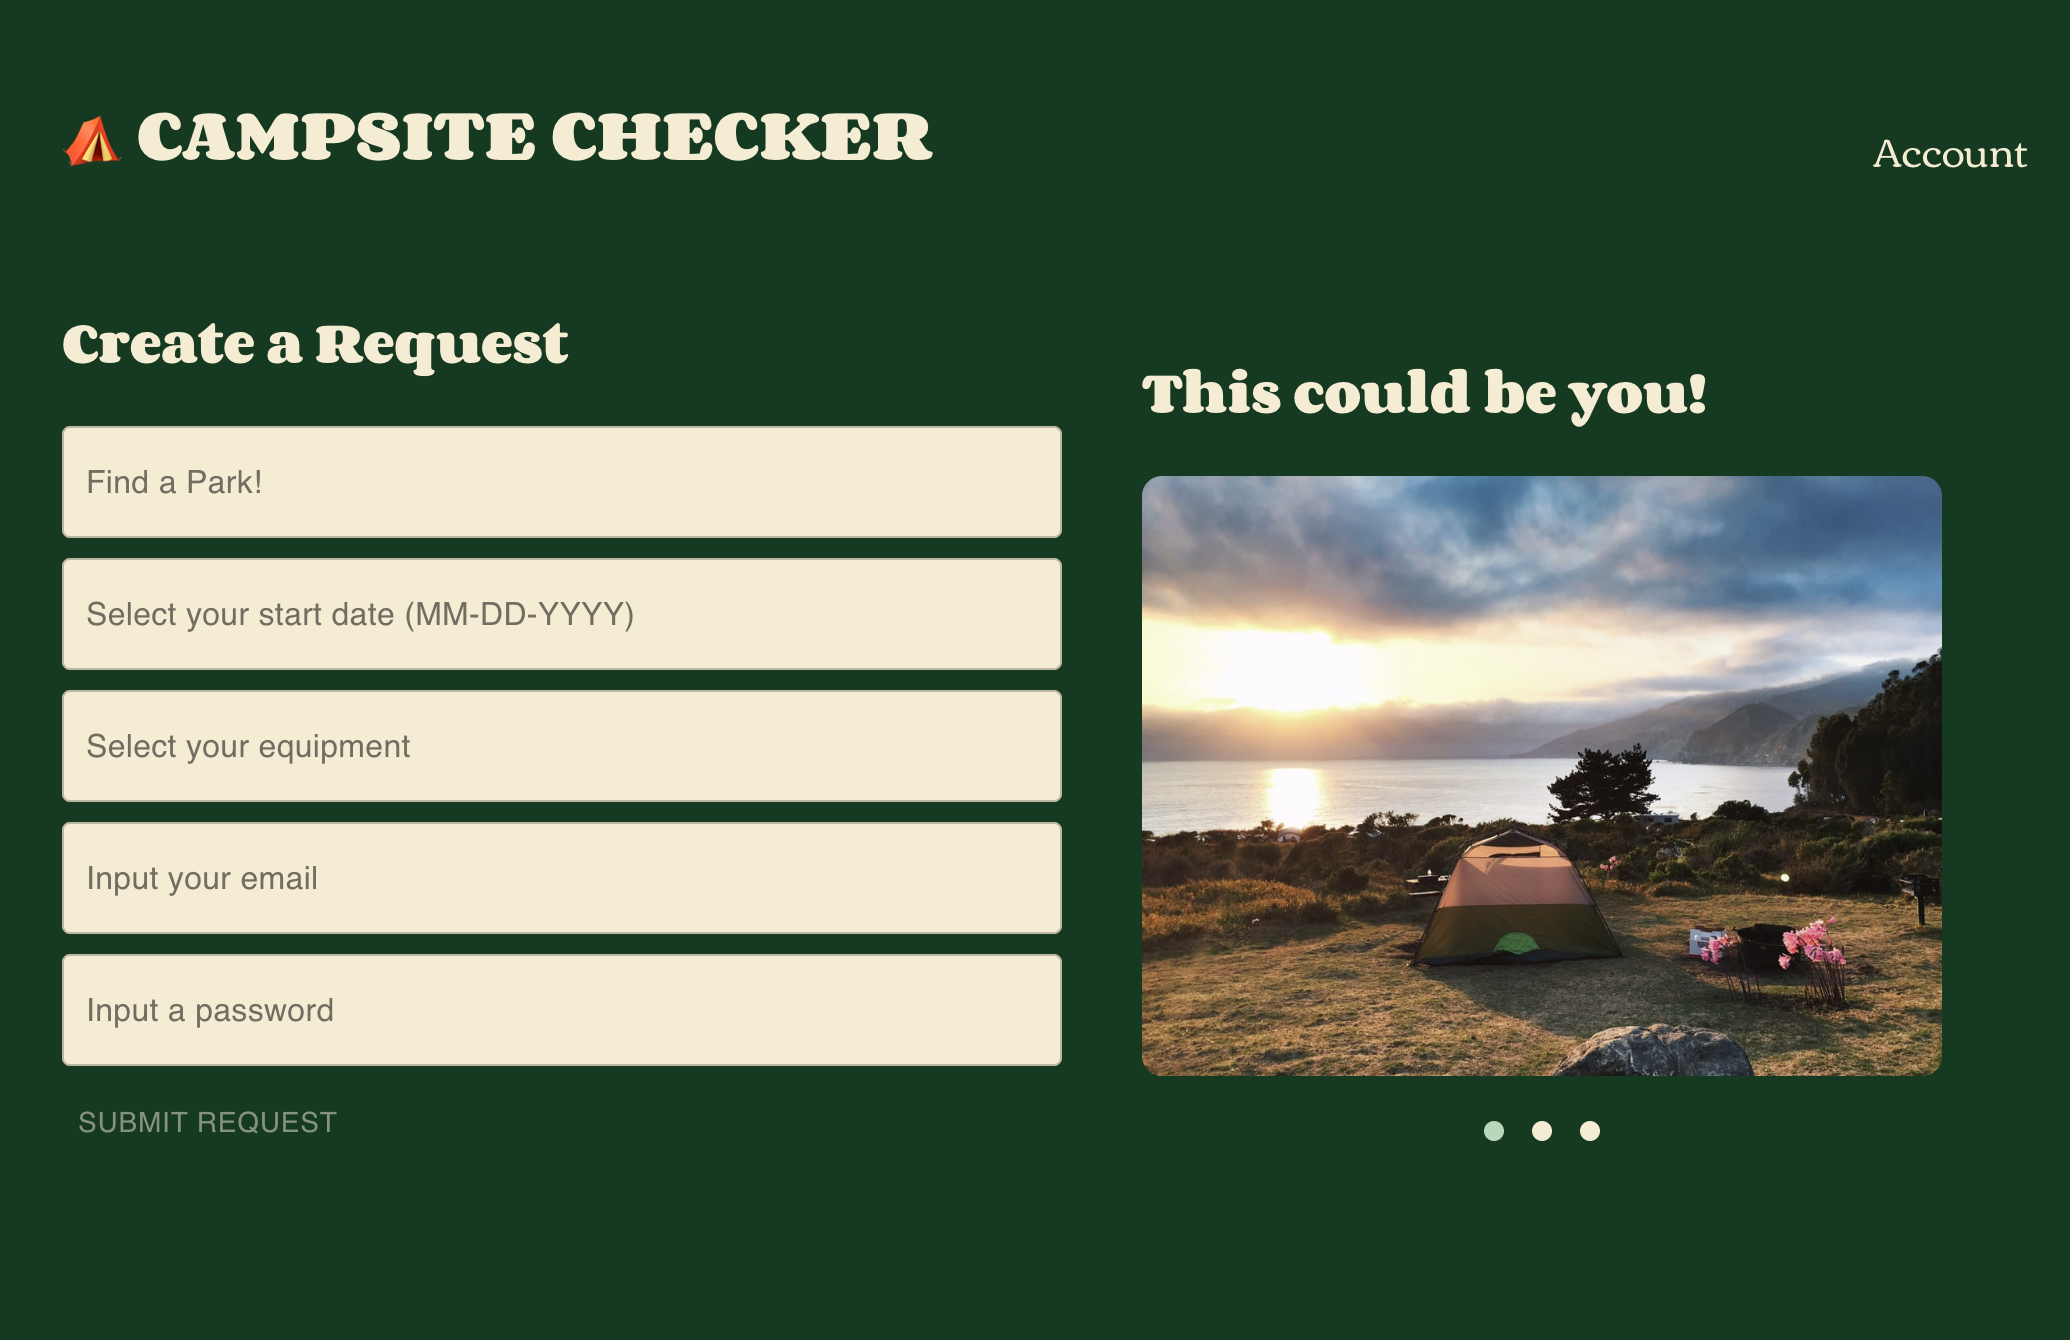 CAMPSITE CHECKER
Account
Create a Request
Find a Park!
Select your start date (MM-DD-YYYY)
Select your equipment
Input your email
Input a password
SUBMIT REQUEST
This could be you!